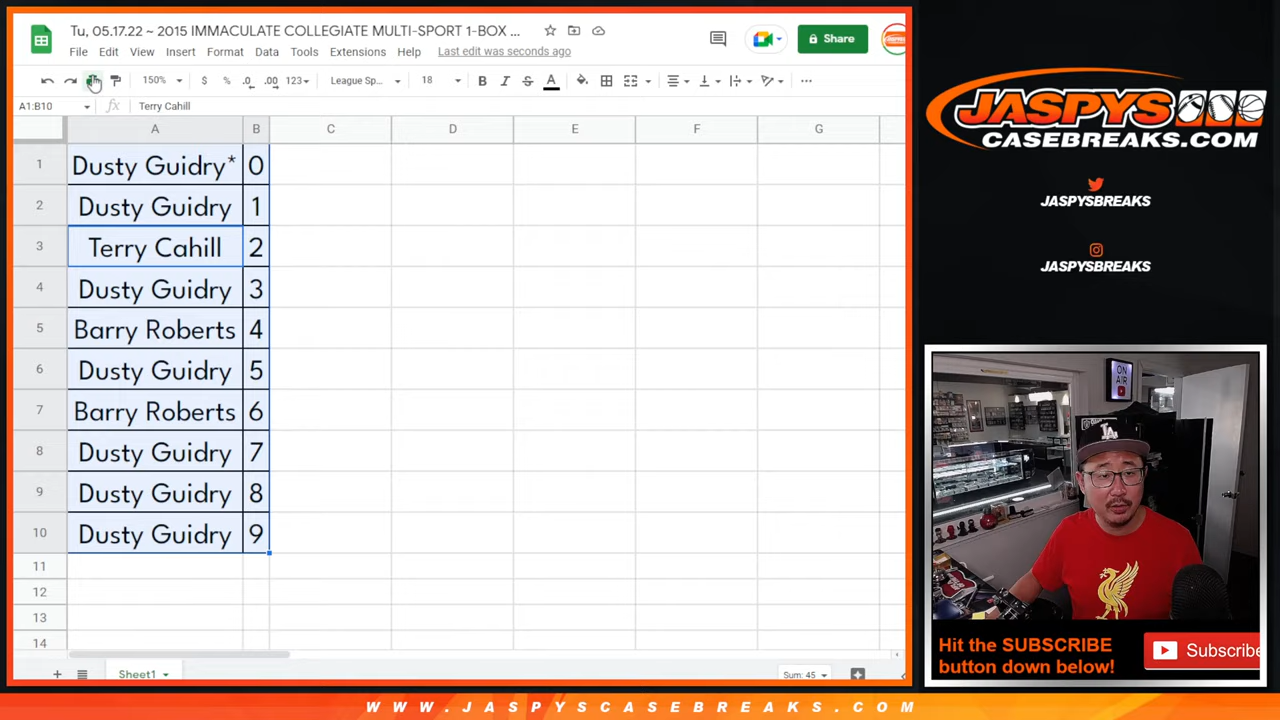 Tu, 05.17.22 ~ 2015 IMMACULATE COLLEGIATE MULTI-SPORT 1-BOX ...
File Edit View Insert Format Data Tools Extensions Help Last edit was seconds ago
Share
150% $ % .0 .00 123 League Sp... 18 B I S A
A1:B10 fx Terry Cahill
A B C D E F G
1 Dusty Guidry* 0
2 Dusty Guidry 1
3 Terry Cahill 2
4 Dusty Guidry 3
5 Barry Roberts 4
6 Dusty Guidry 5
7 Barry Roberts 6
8 Dusty Guidry 7
9 Dusty Guidry 8
10 Dusty Guidry 9
11
12
13
14
Sheet1
Sum: 45
JASPYS
CASEBREAKS.COM
JASPYSBREAKS
JASPYSBREAKS
ON
AIR
LA
Hit the SUBSCRIBE
button down below!
Subscribe
WWW.JASPYSCASEBREAKS.COM